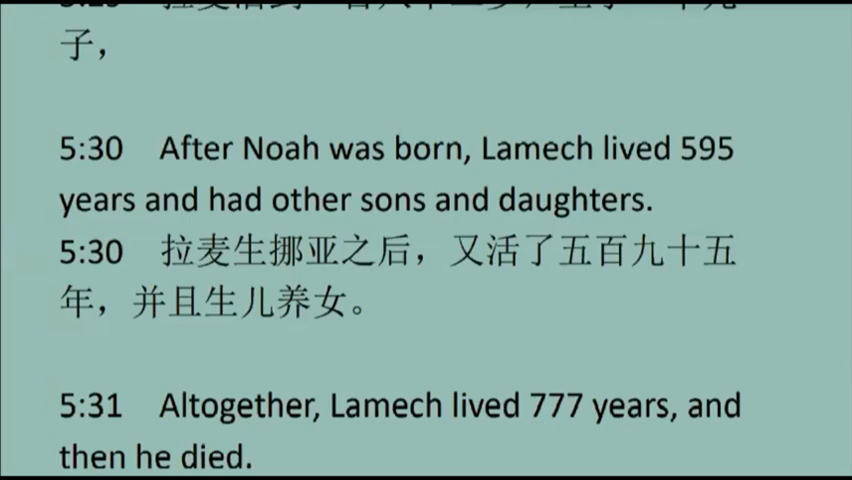 子，
5:30 After Noah was born, Lamech lived 595
years and had other sons and daughters.
5:30 拉麦生挪亚之后，又活了五百九十五
年，并且生儿养女。
5:31 Altogether, Lamech lived 777 years, and
then he died.